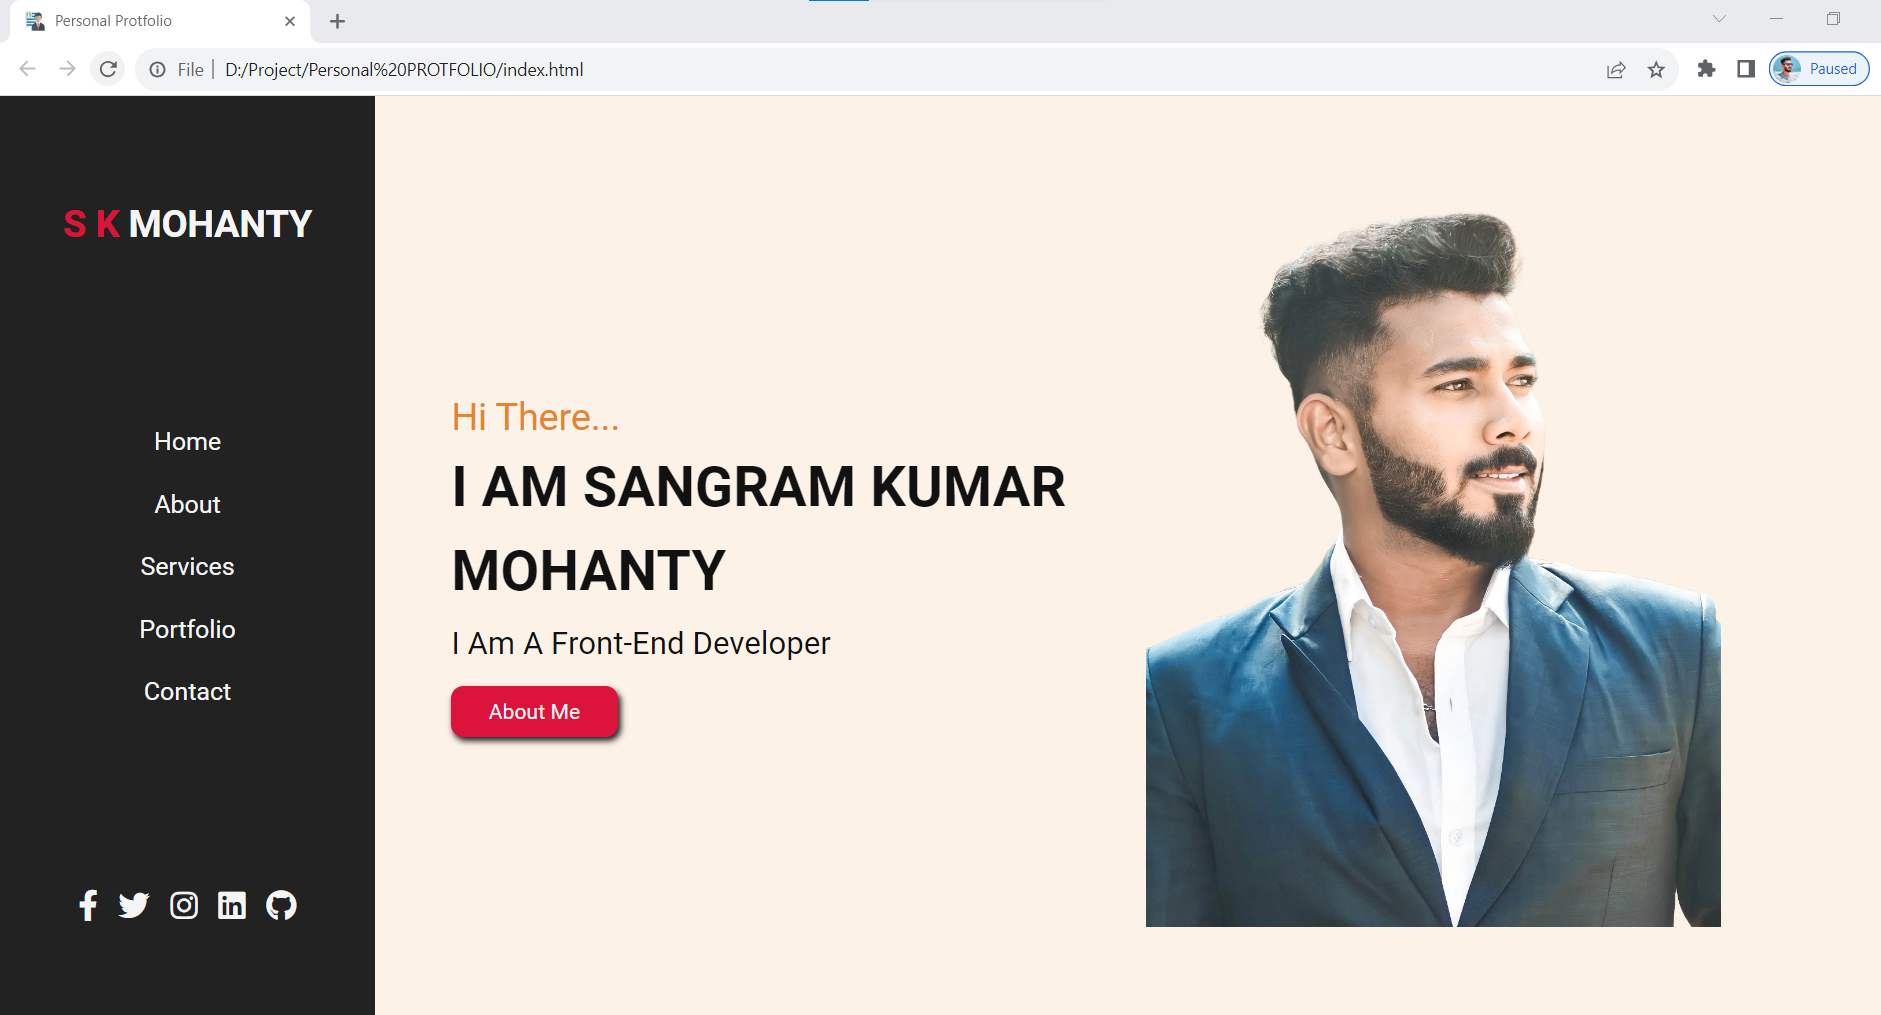 Personal Protfolio
File
D:/Project/Personal%20PROTFOLIO/index.html
Paused
S K MOHANTY
Home
About
Services
Portfolio
Contact
Hi There...
I AM SANGRAM KUMAR
MOHANTY
I Am A Front-End Developer
About Me